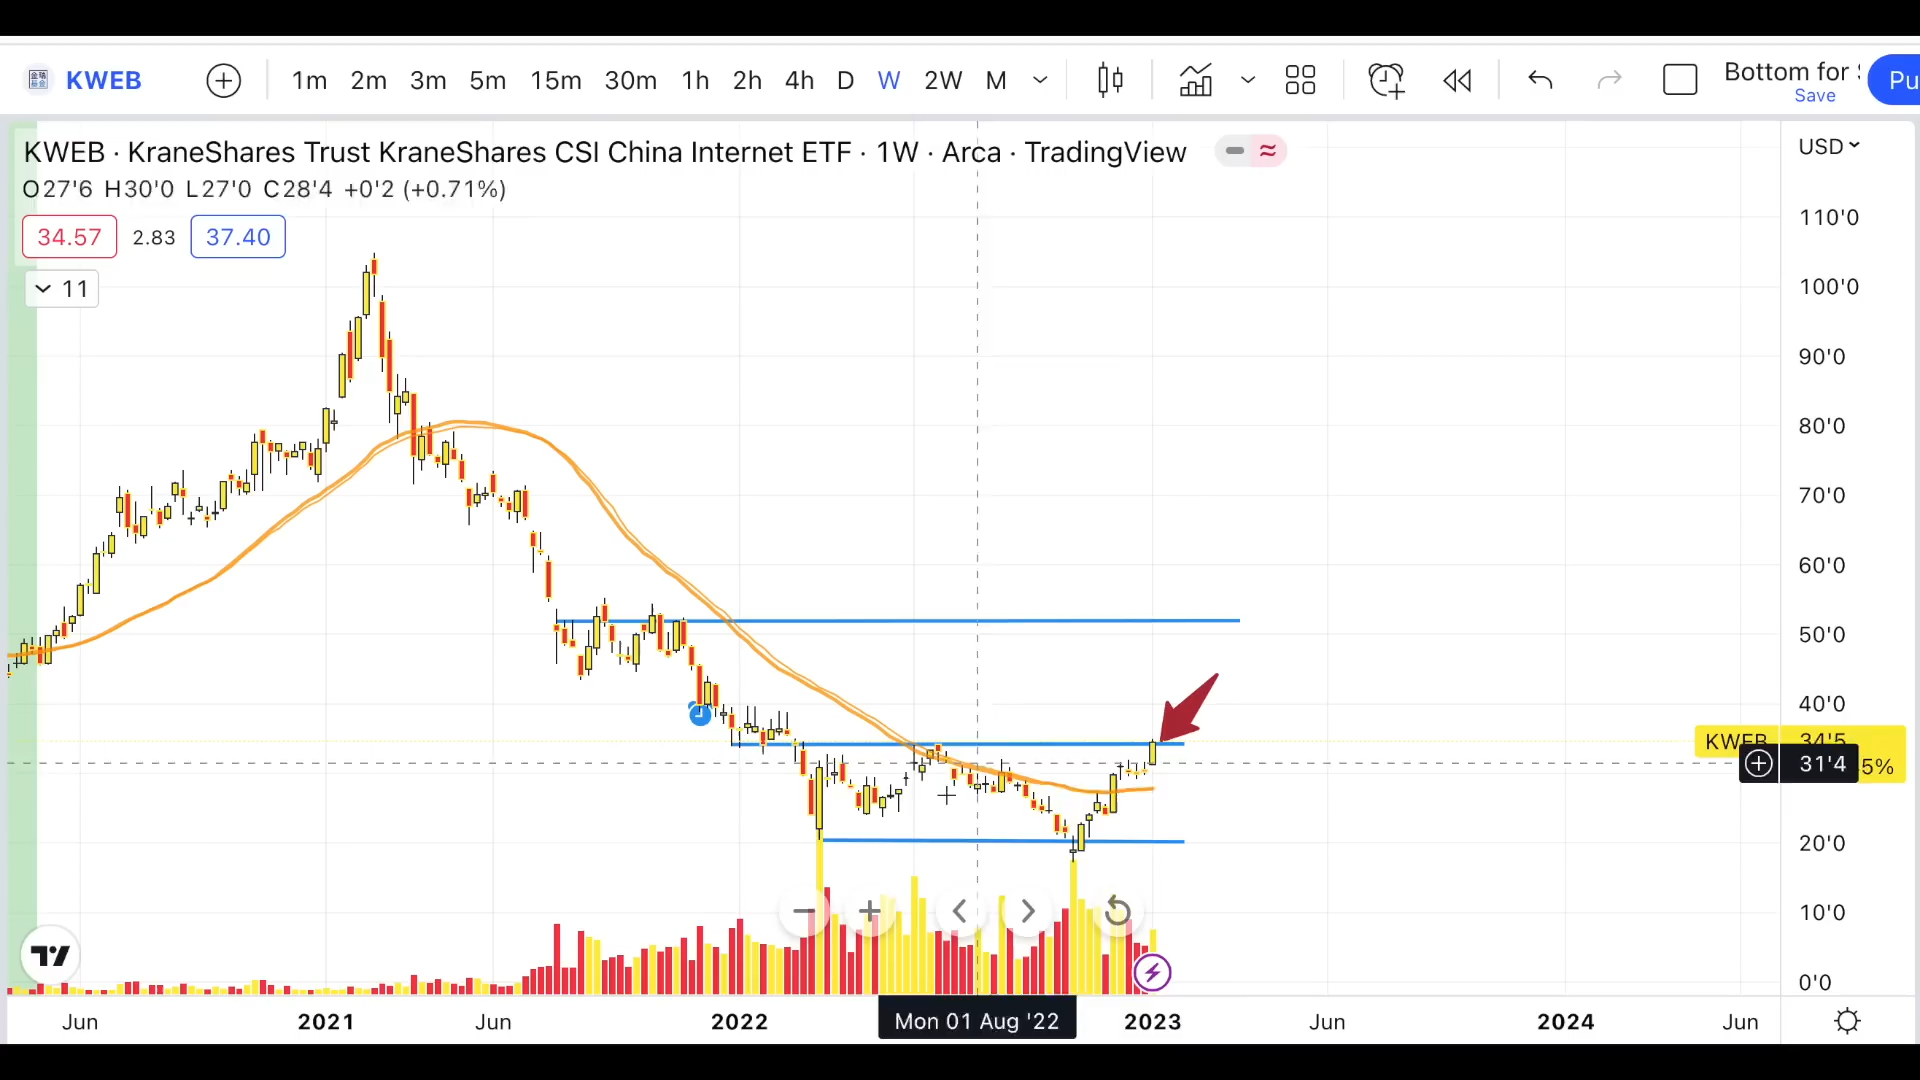 KWEB 1m 2m 3m 5m 15m 30m 1h 2h 4h D W 2W M Bottom for Pu
Save
KWEB · KraneShares Trust KraneShares CSI China Internet ETF · 1W · Arca · TradingView
USD
O27'6 H30'0 L27'0 C28'4 +0'2 (+0.71%)
110'0
34.57 2.83 37.40
11
100'0
90'0
80'0
70'0
60'0
50'0
40'0
KWEB 34'5
31'4 5%
20'0
10'0
0'0
Jun 2021 Jun 2022 Mon 01 Aug '22 2023 Jun 2024 Jun